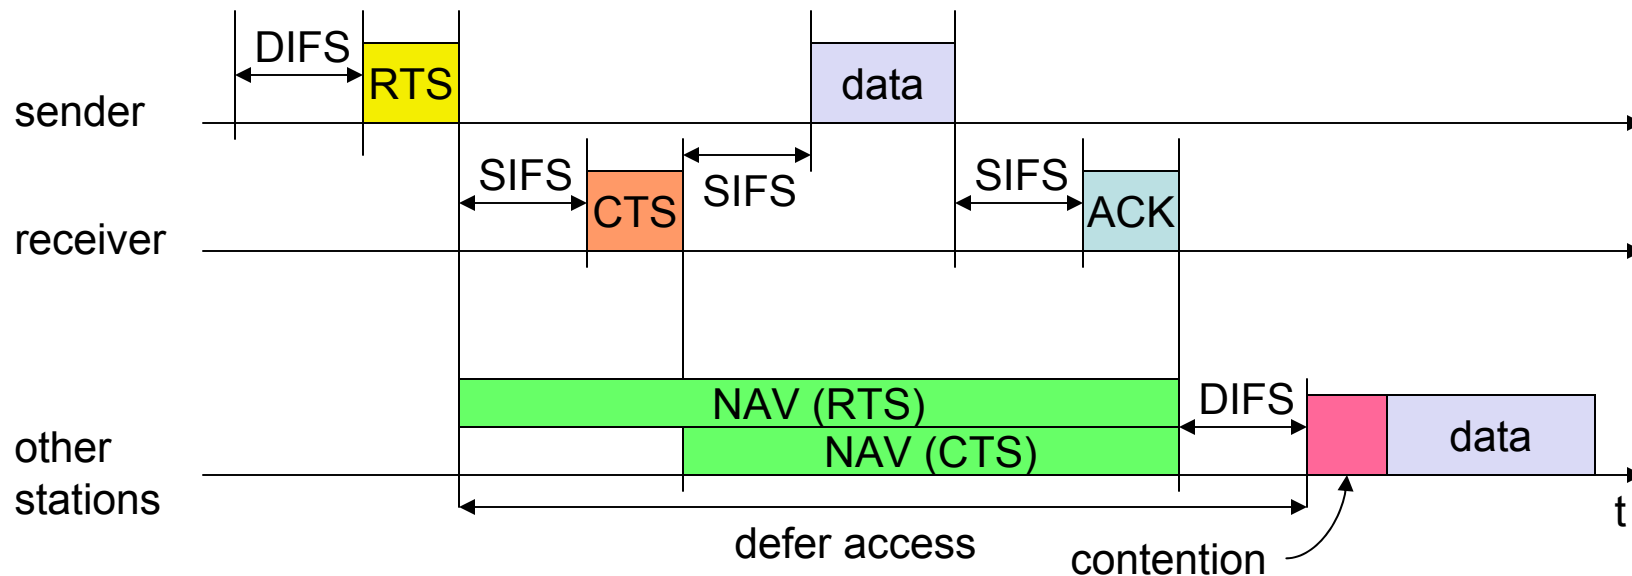 DIFS
RTS
data
sender
SIFS
CTS
SIFS
SIFS
ACK
receiver
NAV (RTS)
DIFS
NAV (CTS)
data
other
stations
t
defer access
contention